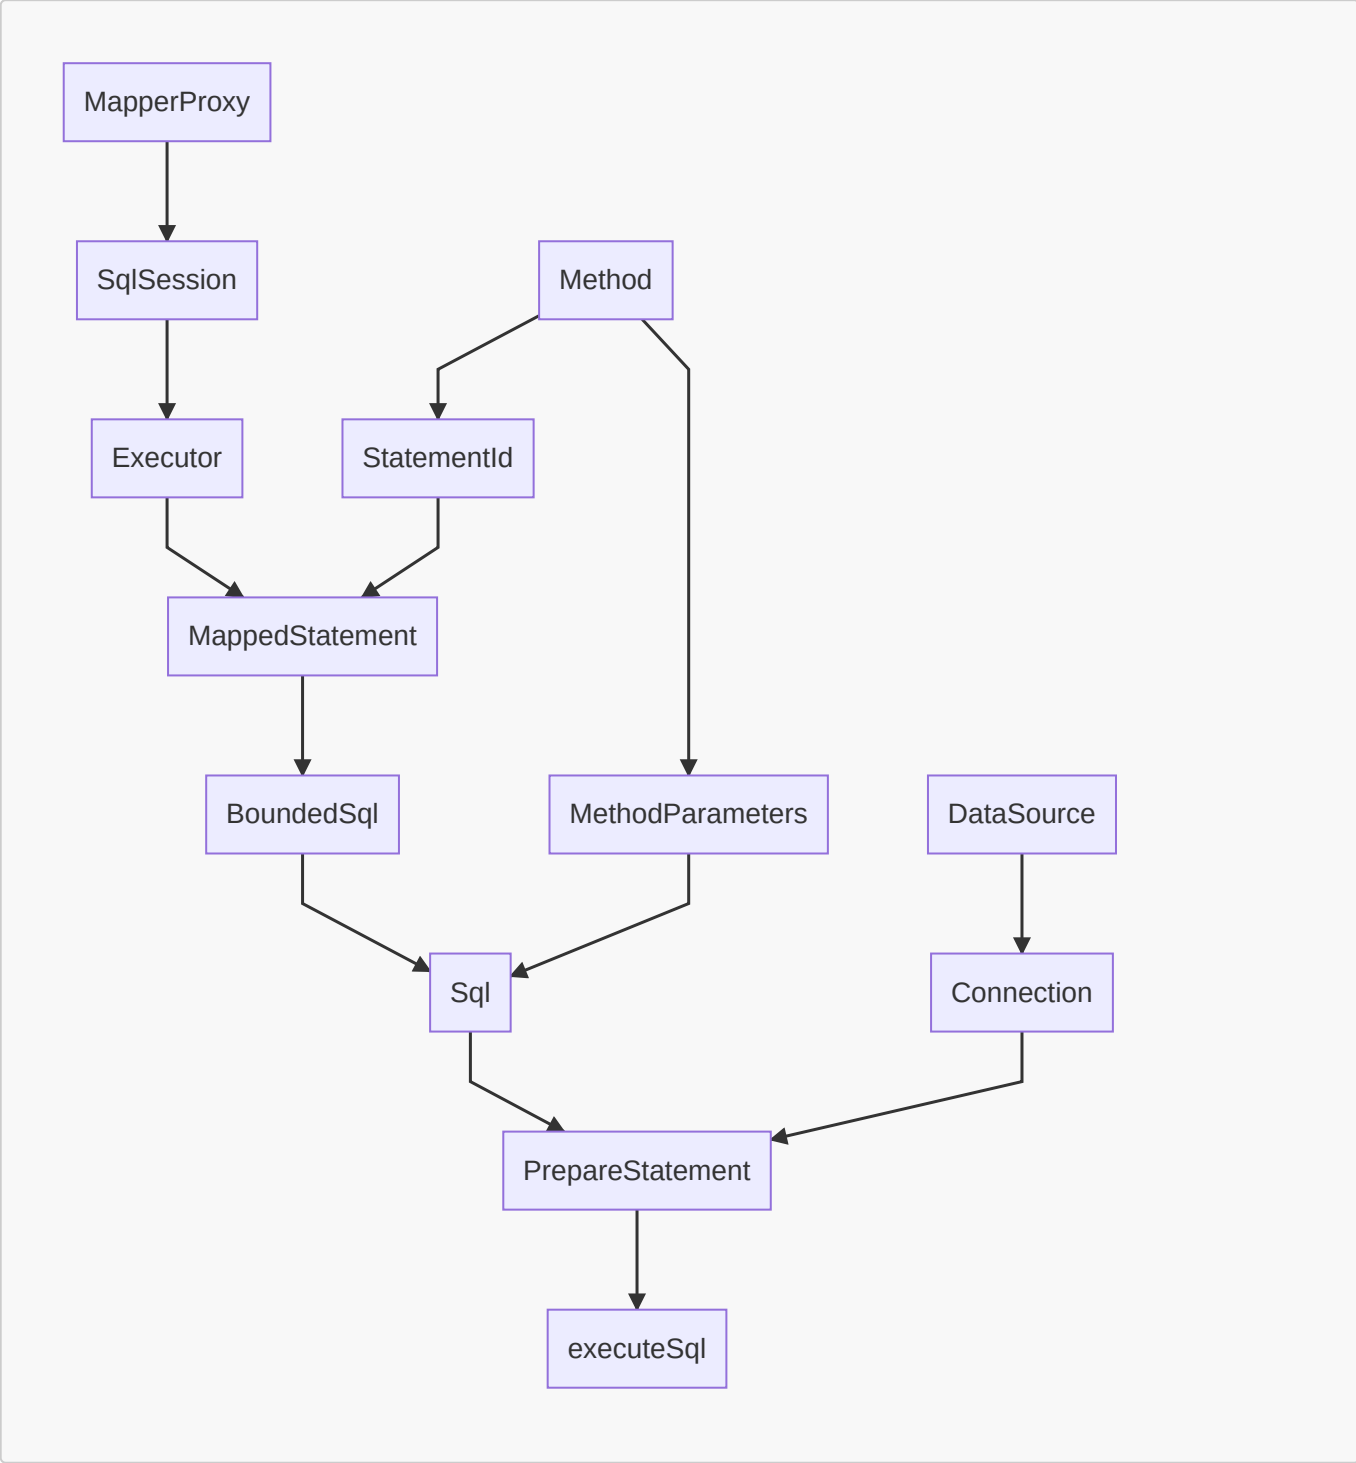 MapperProxy
SqlSession
Method
Executor
StatementId
MappedStatement
BoundedSql
MethodParameters
DataSource
Sql
Connection
PrepareStatement
executeSql